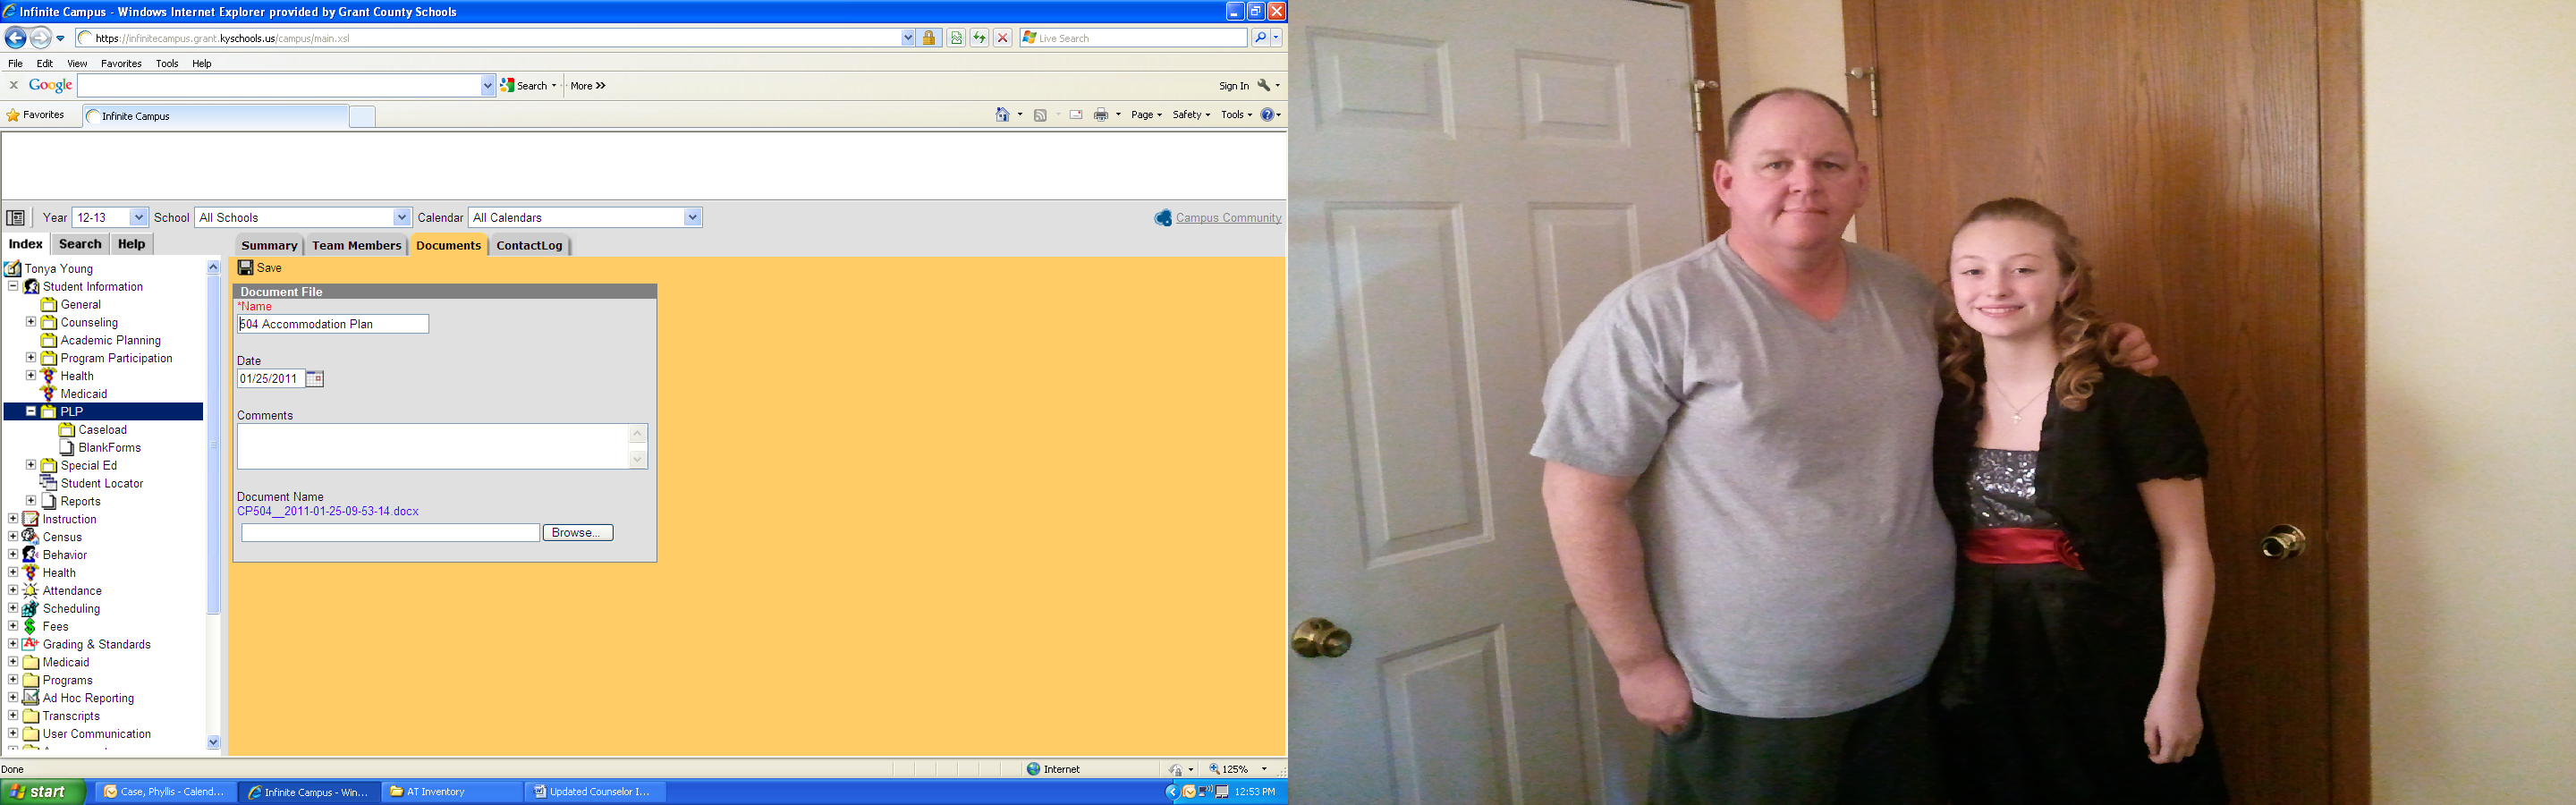 Infinite Campus - Windows Internet Explorer provided by Grant County Schools
https://infinitecampus.grant.kyschools.us/campus/main.xsl
Live Search
File Edit View Favorites Tools Help
x Google Search More >> Sign In
Favorites Infinite Campus Page Safety Tools
Year 12-13 School All Schools Calendar All Calendars Campus Community
Index Search Help Summary Team Members Documents ContactLog
Tonya Young
Student Information
General
Counseling
Academic Planning
Program Participation
Health
Medicaid
PLP
Caseload
BlankForms
Special Ed
Student Locator
Reports
Instruction
Census
Behavior
Health
Attendance
Scheduling
Fees
Grading & Standards
Medicaid
Programs
Ad Hoc Reporting
Transcripts
User Communication
Save
Document File
*Name
504 Accommodation Plan
Date
01/25/2011
Comments
Document Name
CP504__2011-01-25-09-53-14.docx
Browse...
Done Internet 125%
start Case, Phyllis - Calend... Infinite Campus - Win... AT Inventory Updated Counselor I... 12:53 PM